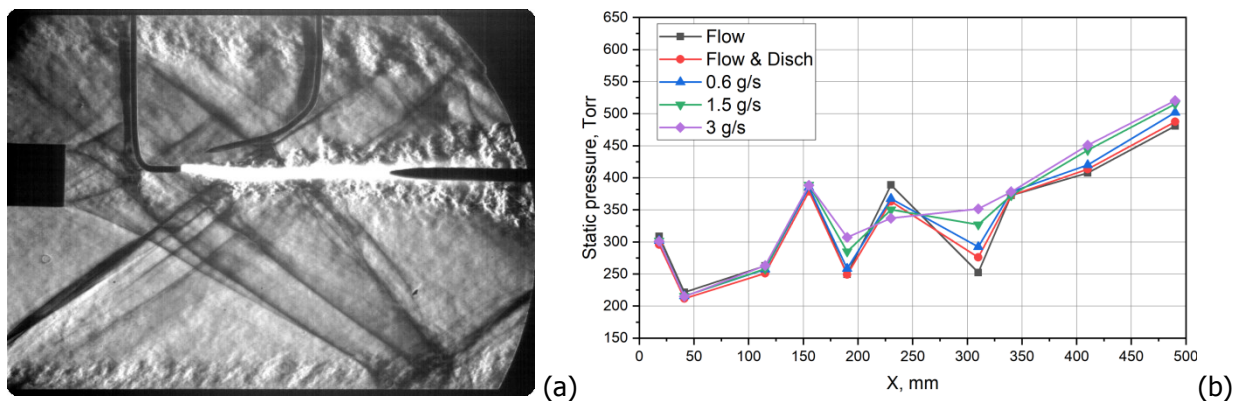 (a)
650
600
550
500
450
400
350
300
250
200
150
Static pressure, Torr
Flow
Flow & Disch
0.6 g/s
1.5 g/s
3 g/s
0 50 100 150 200 250 300 350 400 450 500
X, mm
(b)